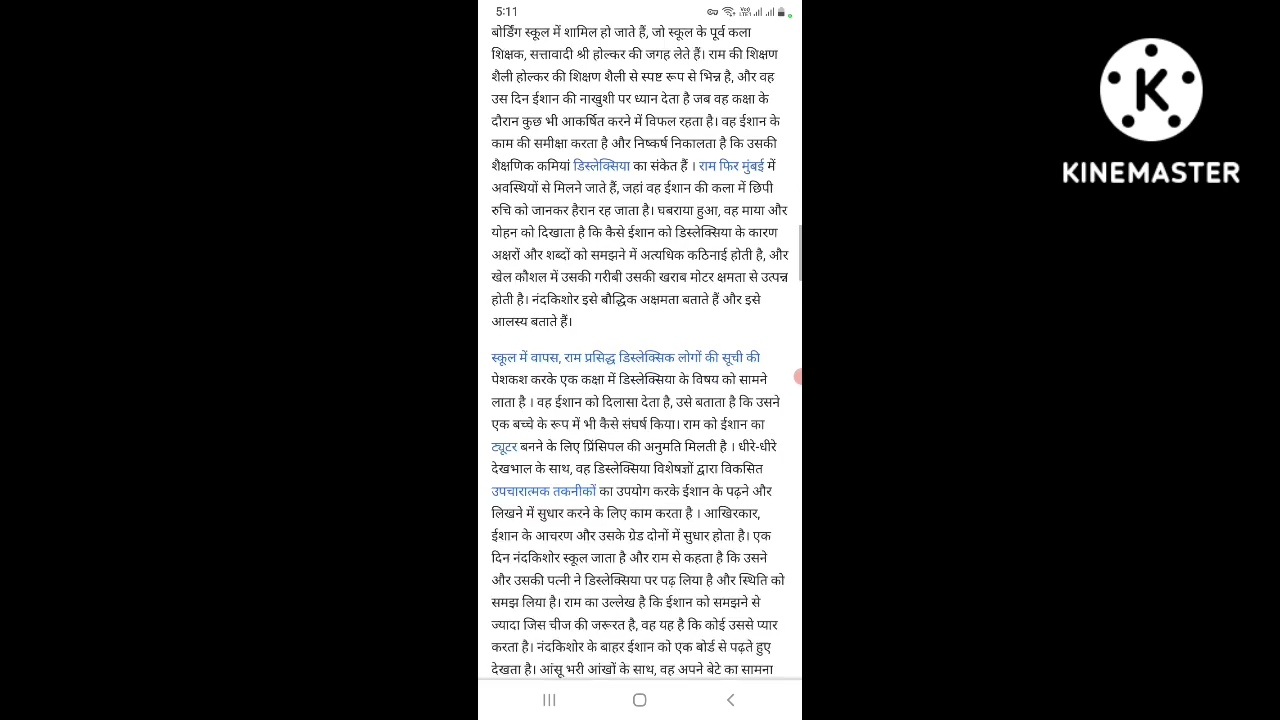 5:11
बोर्डिंग स्कूल में शामिल हो जाते हैं, जो स्कूल के पूर्व कला
शिक्षक, सत्तावादी श्री होल्कर की जगह लेते हैं। राम की शिक्षण
शैली होल्कर की शिक्षण शैली से स्पष्ट रूप से भिन्न है, और वह
उस दिन ईशान की नाखुशी पर ध्यान देता है जब वह कक्षा के
दौरान कुछ भी आकर्षित करने में विफल रहता है। वह ईशान के
काम की समीक्षा करता है और निष्कर्ष निकालता है कि उसकी
शैक्षणिक कमियां डिस्लेक्सिया का संकेत हैं । राम फिर मुंबई में
अवस्थियों से मिलने जाते हैं, जहां वह ईशान की कला में छिपी
रुचि को जानकर हैरान रह जाता है। घबराया हुआ, वह माया और
योहन को दिखाता है कि कैसे ईशान को डिस्लेक्सिया के कारण
अक्षरों और शब्दों को समझने में अत्यधिक कठिनाई होती है, और
खेल कौशल में उसकी गरीबी उसकी खराब मोटर क्षमता से उत्पन्न
होती है। नंदकिशोर इसे बौद्धिक अक्षमता बताते हैं और इसे
आलस्य बताते हैं।
स्कूल में वापस, राम प्रसिद्ध डिस्लेक्सिक लोगों की सूची की
पेशकश करके एक कक्षा में डिस्लेक्सिया के विषय को सामने
लाता है । वह ईशान को दिलासा देता है, उसे बताता है कि उसने
एक बच्चे के रूप में भी कैसे संघर्ष किया। राम को ईशान का
ट्यूटर बनने के लिए प्रिंसिपल की अनुमति मिलती है । धीरे-धीरे
देखभाल के साथ, वह डिस्लेक्सिया विशेषज्ञों द्वारा विकसित
उपचारात्मक तकनीकों का उपयोग करके ईशान के पढ़ने और
लिखने में सुधार करने के लिए काम करता है । आखिरकार,
ईशान के आचरण और उसके ग्रेड दोनों में सुधार होता है। एक
दिन नंदकिशोर स्कूल जाता है और राम से कहता है कि उसने
और उसकी पत्नी ने डिस्लेक्सिया पर पढ़ लिया है और स्थिति को
समझ लिया है। राम का उल्लेख है कि ईशान को समझने से
ज्यादा जिस चीज की जरूरत है, वह यह है कि कोई उससे प्यार
करता है। नंदकिशोर के बाहर ईशान को एक बोर्ड से पढ़ते हुए
देखता है। आंसू भरी आंखों के साथ, वह अपने बेटे का सामना
K
KINEMASTER